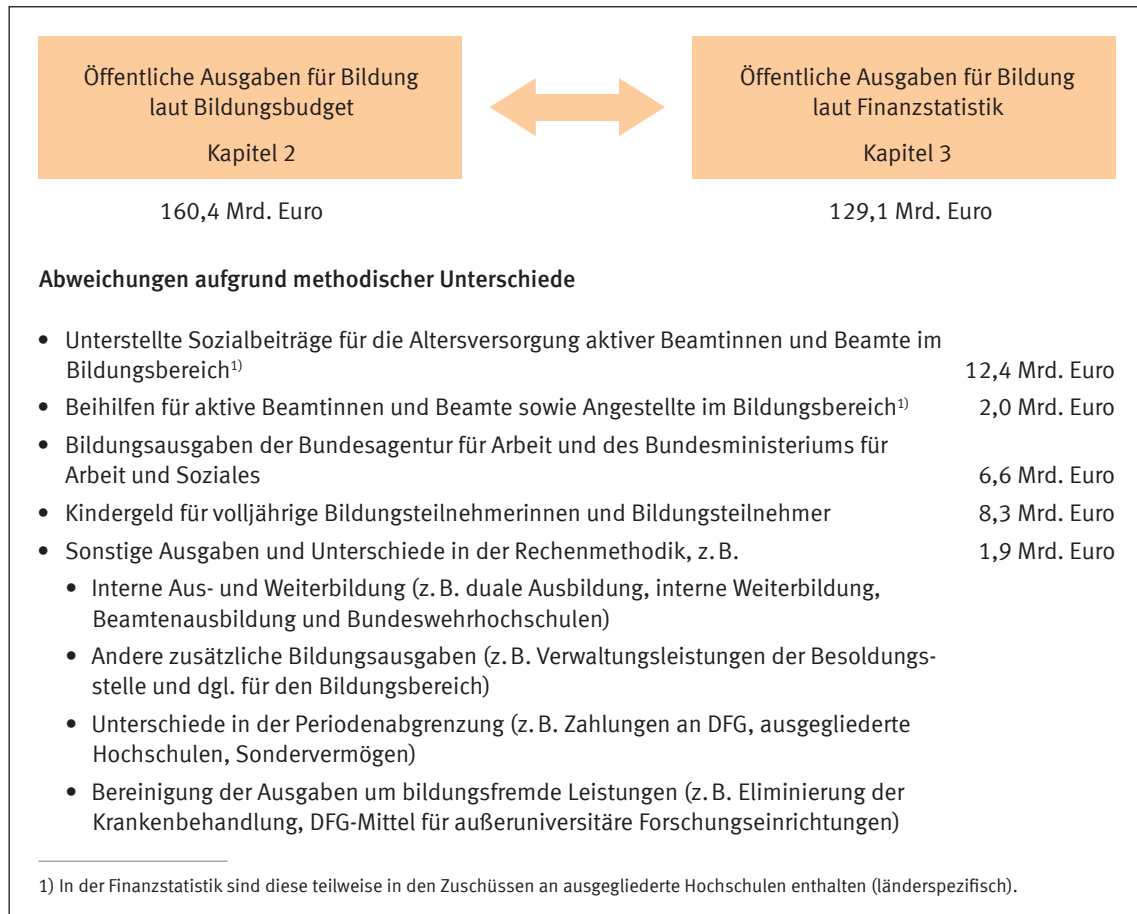 Öffentliche Ausgaben für Bildung
laut Bildungsbudget
Kapitel 2
Öffentliche Ausgaben für Bildung
laut Finanzstatistik
Kapitel 3
160,4 Mrd. Euro
129,1 Mrd. Euro
Abweichungen aufgrund methodischer Unterschiede
• Unterstellte Sozialbeiträge für die Altersversorgung aktiver Beamtinnen und Beamte im
Bildungsbereich¹⁾ 12,4 Mrd. Euro
• Beihilfen für aktive Beamtinnen und Beamte sowie Angestellte im Bildungsbereich¹⁾ 2,0 Mrd. Euro
• Bildungsausgaben der Bundesagentur für Arbeit und des Bundesministeriums für
Arbeit und Soziales 6,6 Mrd. Euro
• Kindergeld für volljährige Bildungsteilnehmerinnen und Bildungsteilnehmer 8,3 Mrd. Euro
• Sonstige Ausgaben und Unterschiede in der Rechenmethodik, z. B. 1,9 Mrd. Euro
• Interne Aus- und Weiterbildung (z. B. duale Ausbildung, interne Weiterbildung,
Beamtenausbildung und Bundeswehrhochschulen)
• Andere zusätzliche Bildungsausgaben (z. B. Verwaltungsleistungen der Besoldungs-
stelle und dgl. für den Bildungsbereich)
• Unterschiede in der Periodenabgrenzung (z. B. Zahlungen an DFG, ausgegliederte
Hochschulen, Sondervermögen)
• Bereinigung der Ausgaben um bildungsfremde Leistungen (z. B. Eliminierung der
Krankenbehandlung, DFG-Mittel für außeruniversitäre Forschungseinrichtungen)
1) In der Finanzstatistik sind diese teilweise in den Zuschüssen an ausgegliederte Hochschulen enthalten (länderspezifisch).